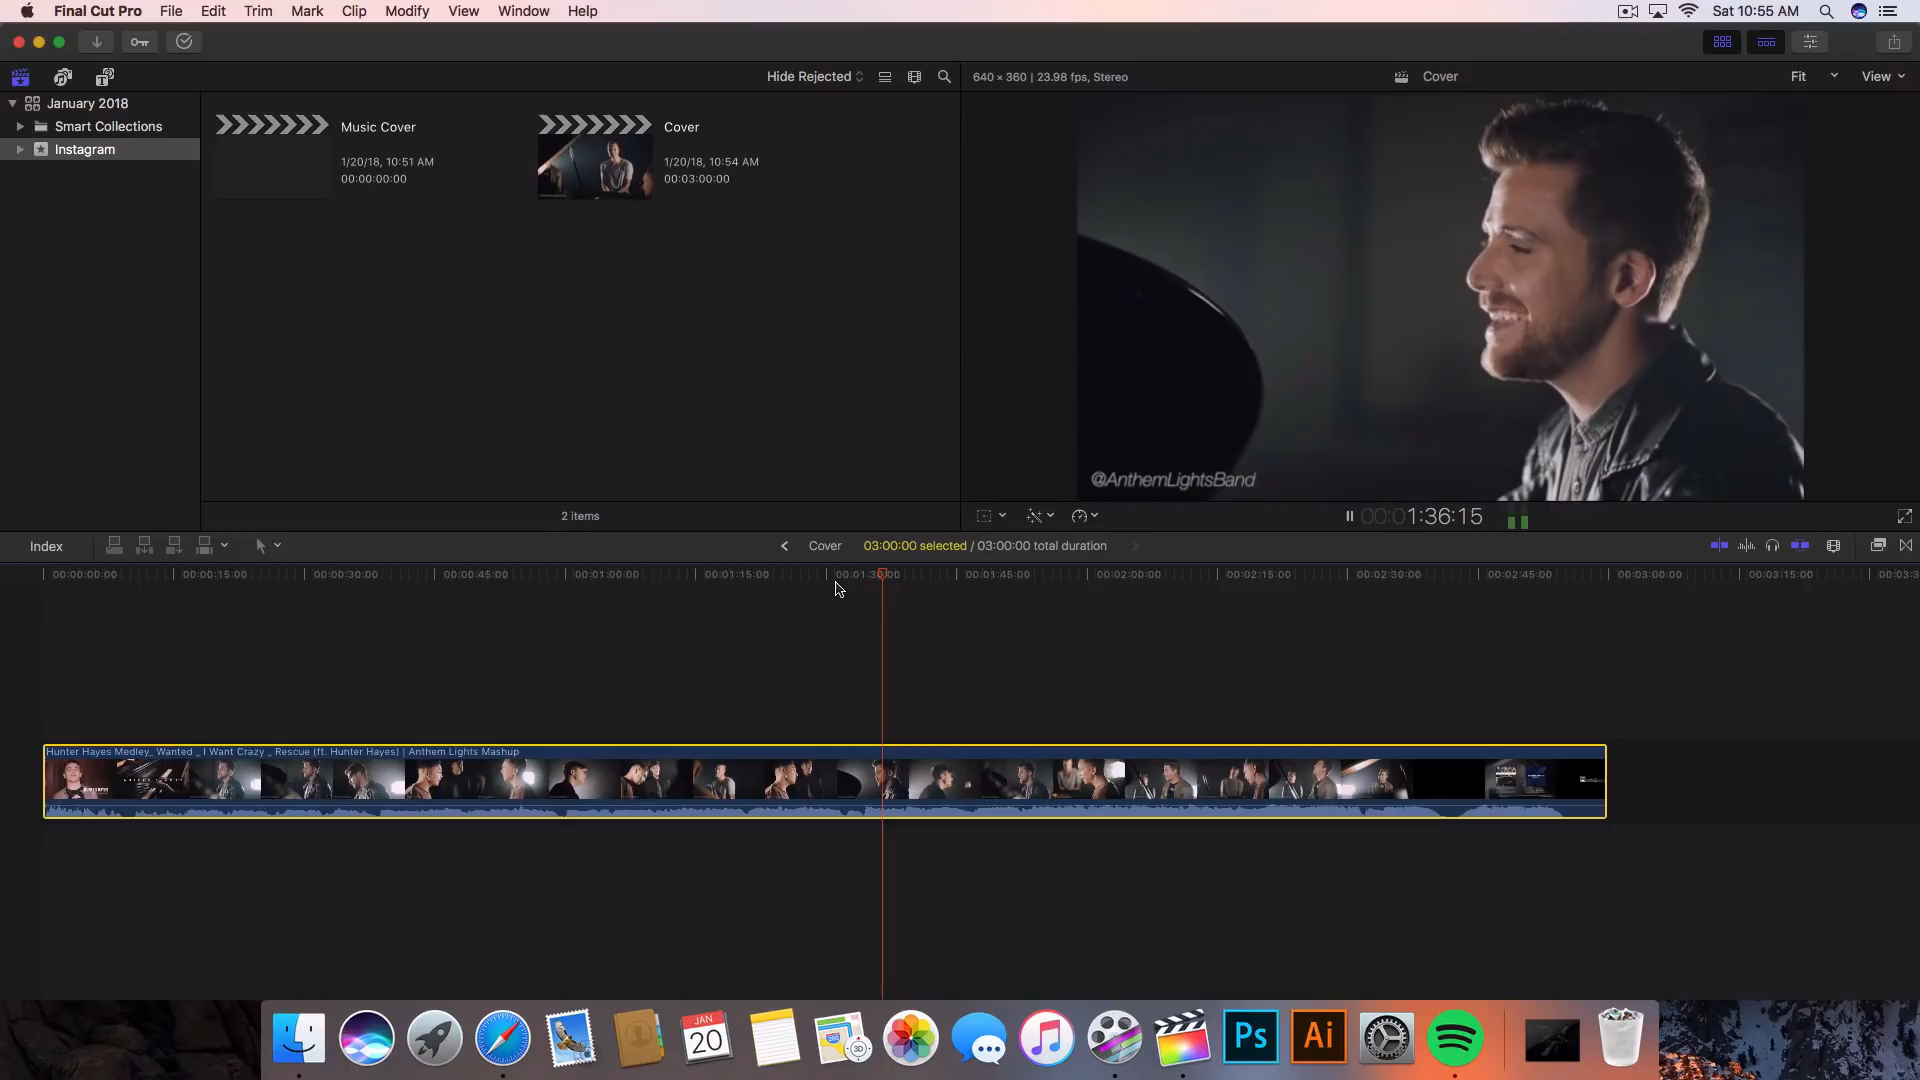 Final Cut Pro File Edit Trim Mark Clip Modify View Window Help Sat 10:55 AM
Hide Rejected
640 × 360 | 23.98 fps, Stereo
Cover
Fit
View
January 2018
Smart Collections
Instagram
Music Cover
1/20/18, 10:51 AM
00:00:00:00
Cover
1/20/18, 10:54 AM
00:03:00:00
@AnthemLightsBand
2 items
00:01:36:15
Index
Cover
03:00:00 selected / 03:00:00 total duration
00:00:00:00 00:00:15:00 00:00:30:00 00:00:45:00 00:01:00:00 00:01:15:00 00:01:30:00 00:01:45:00 00:02:00:00 00:02:15:00 00:02:30:00 00:02:45:00 00:03:00:00 00:03:15:00 00:03:3
Hunter Hayes Medley_ Wanted _ I Want Crazy _ Rescue (ft. Hunter Hayes) | Anthem Lights Mashup
JAN
20
280
3D
Ps
Ai